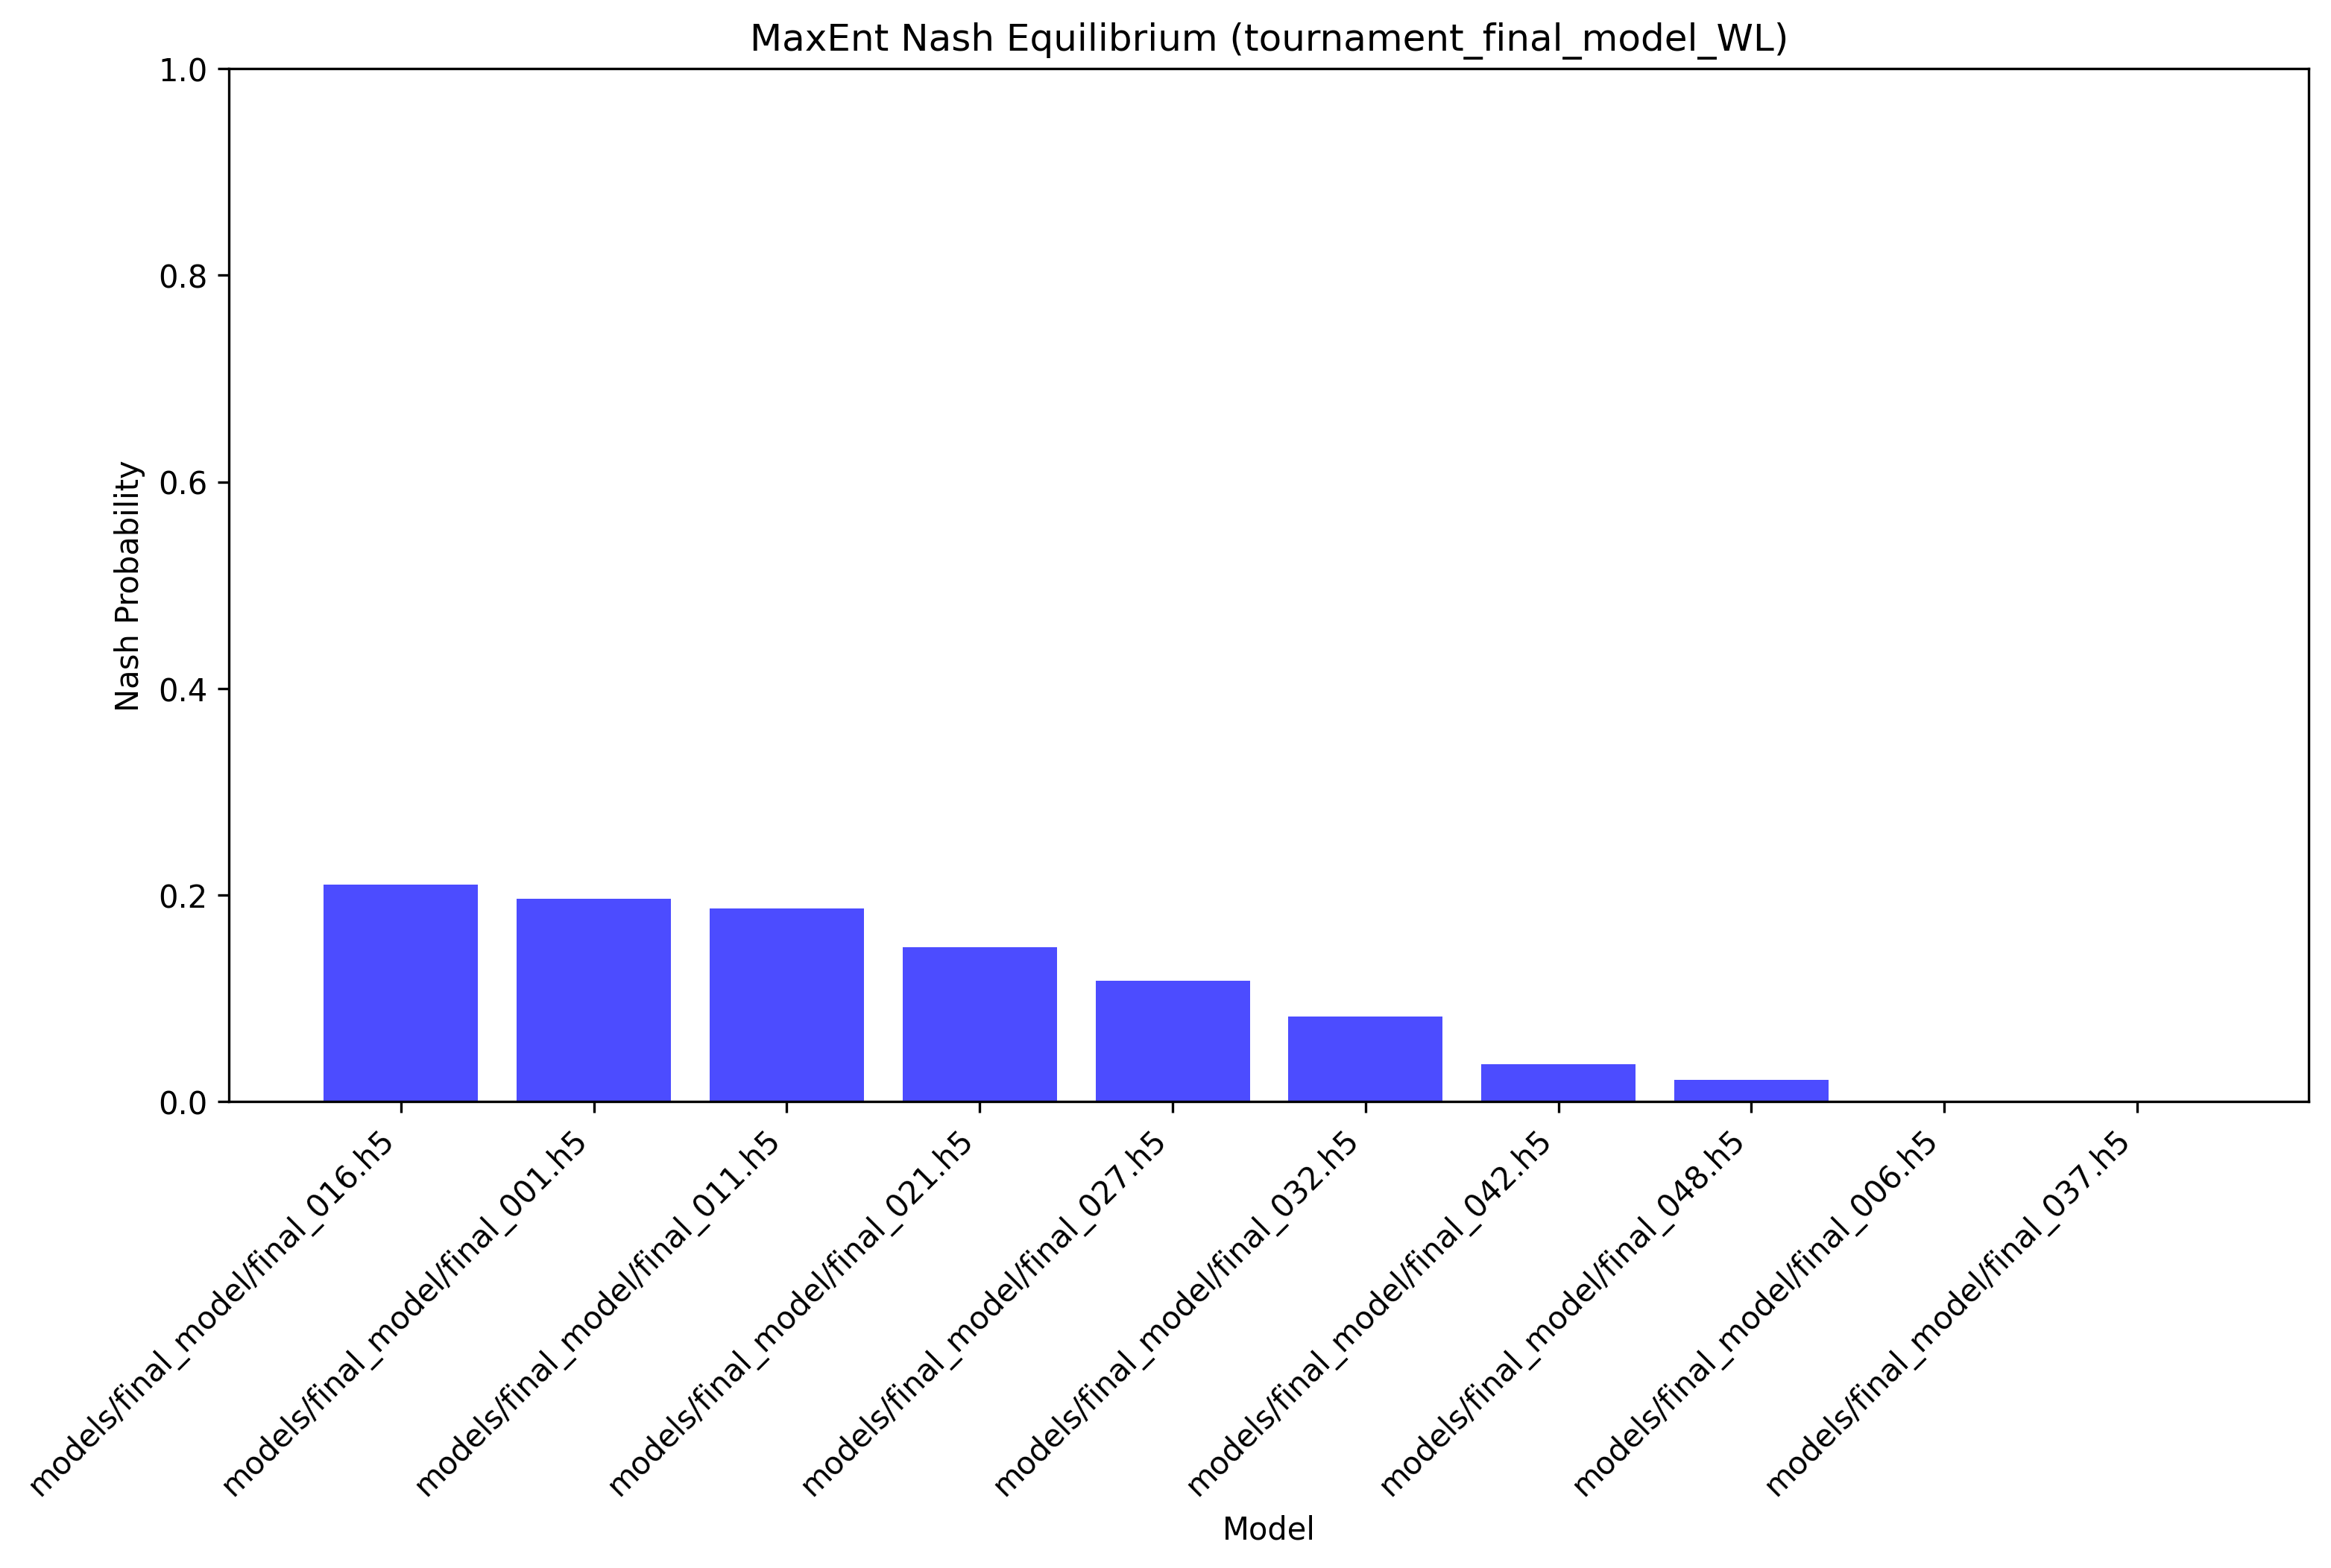 MaxEnt Nash Equilibrium (tournament_final_model_WL)
1.0
0.8
0.6
0.4
0.2
0.0
Nash Probability
models/final_model/final_016.h5
models/final_model/final_001.h5
models/final_model/final_011.h5
models/final_model/final_021.h5
models/final_model/final_027.h5
models/final_model/final_032.h5
models/final_model/final_042.h5
models/final_model/final_048.h5
models/final_model/final_006.h5
models/final_model/final_037.h5
Model